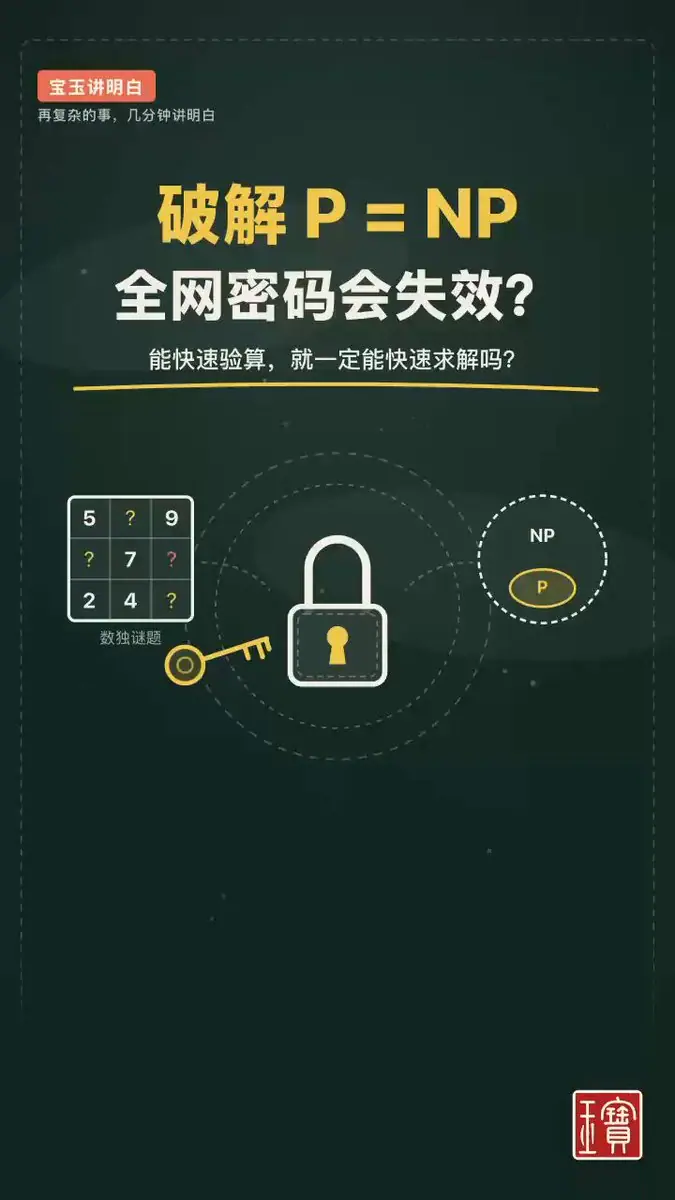 宝玉讲明白
再复杂的事，几分钟讲明白
破解 P = NP
全网密码会失效？
能快速验算，就一定能快速求解吗？
5 ? 9
? 7 ?
2 4 ?
数独谜题
NP
P
玉寶